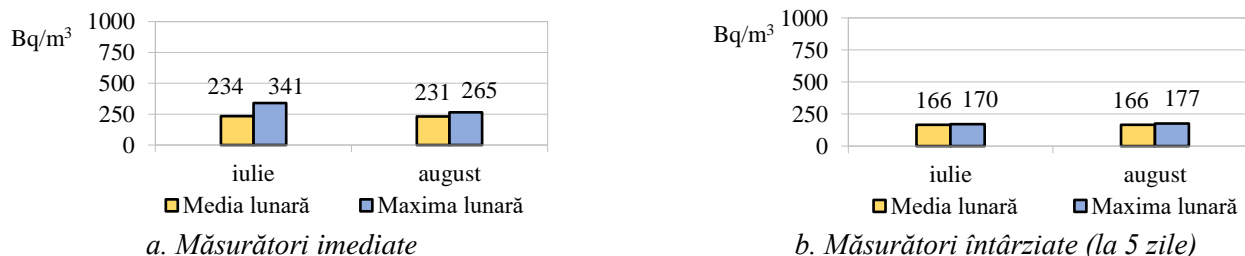 Bq/m³
1000
750
500
250
0
234 341
231 265
iulie august
Media lunară Maxima lunară
a. Măsurători imediate
Bq/m³
1000
750
500
250
0
166 170
166 177
iulie august
Media lunară Maxima lunară
b. Măsurători întârziate (la 5 zile)